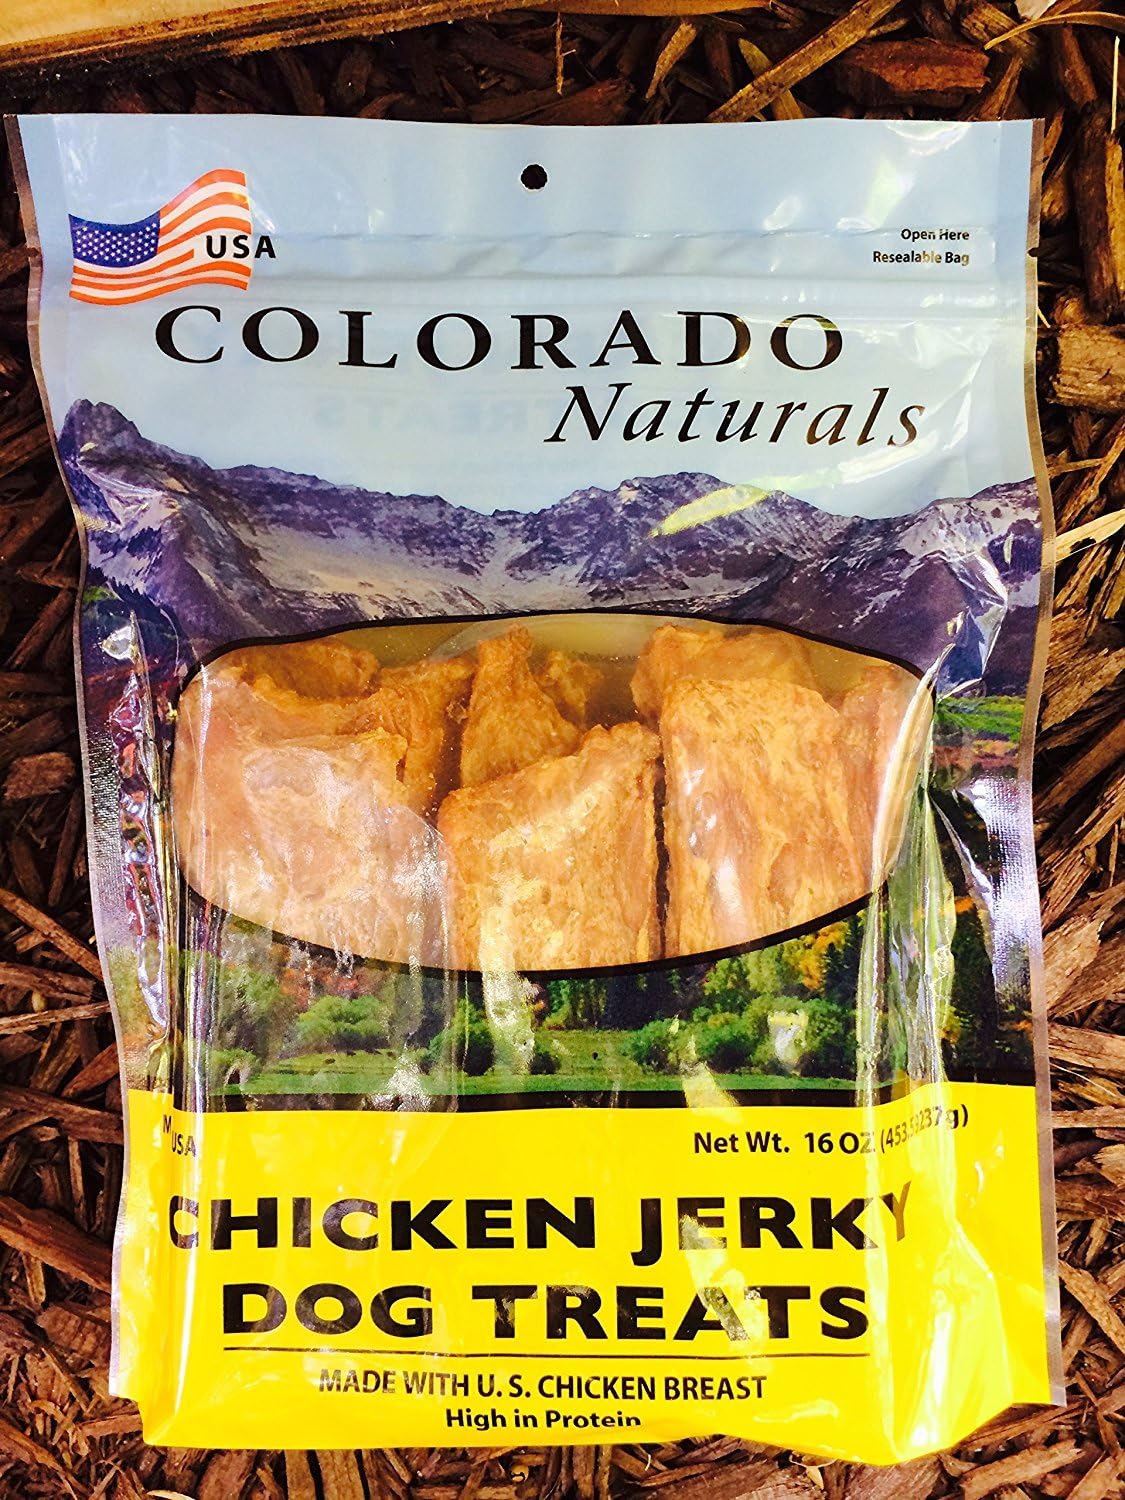 USA
Open Here
Resealable Bag
COLORADO
Naturals
USA
Net Wt. 16 OZ.
CHICKEN JERKY
DOG TREATS
MADE WITH U. S. CHICKEN BREAST
High in Protein